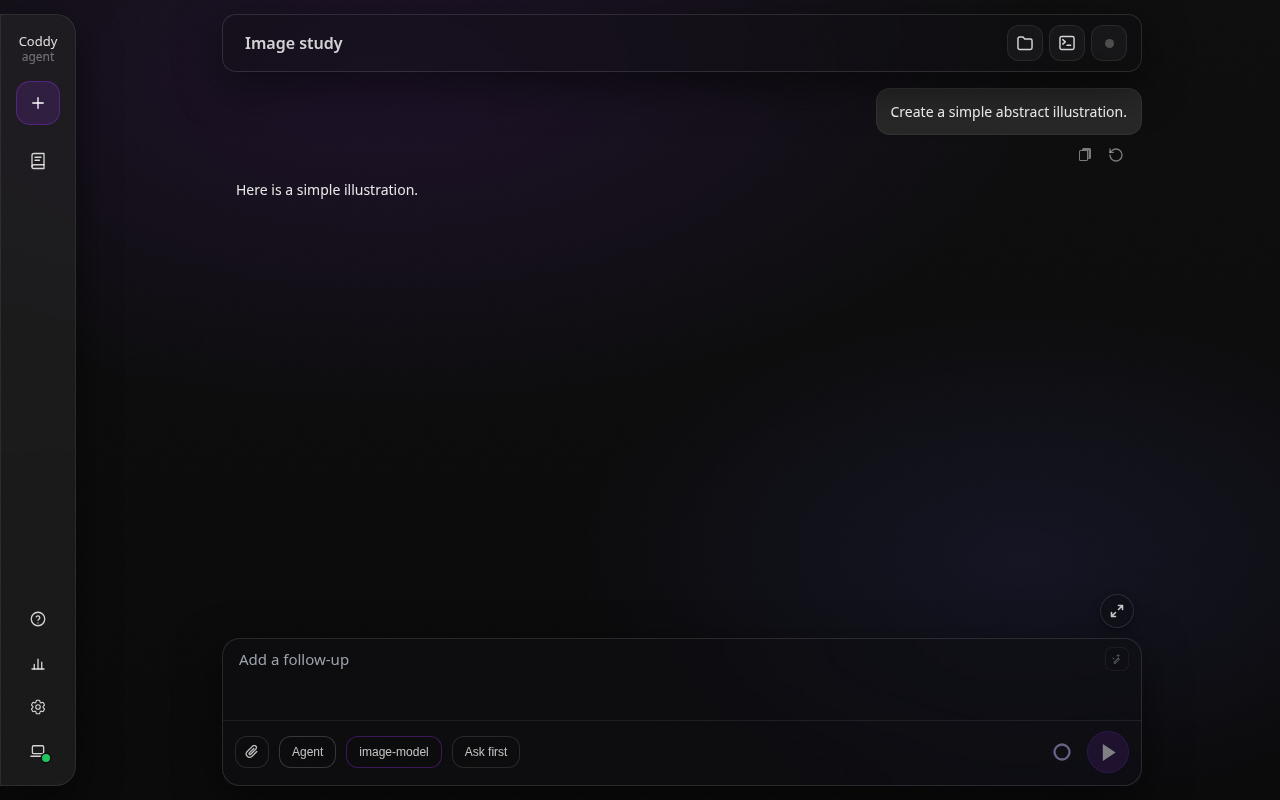 Coddy
agent
Image study
Create a simple abstract illustration.
Here is a simple illustration.
Add a follow-up
Agent
image-model
Ask first